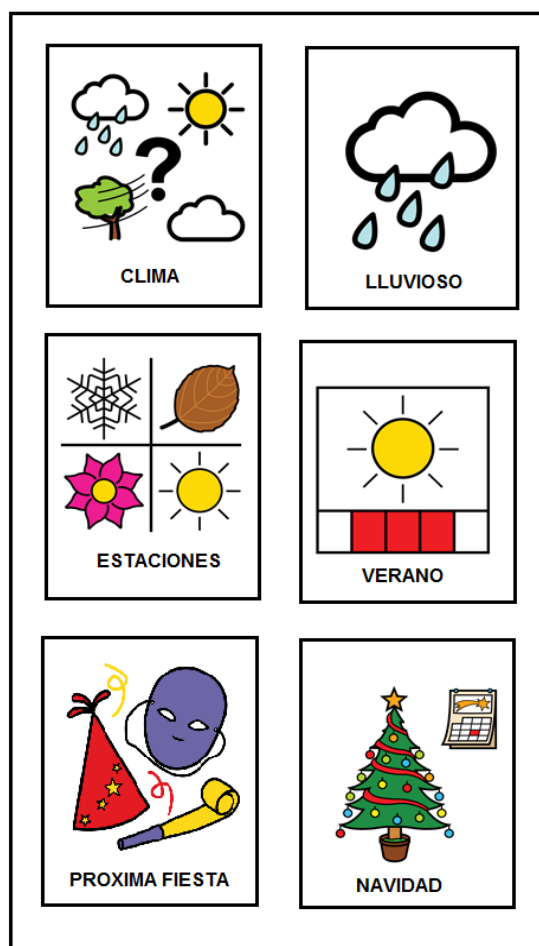 CLIMA
LLUVIOSO
ESTACIONES
VERANO
PROXIMA FIESTA
NAVIDAD